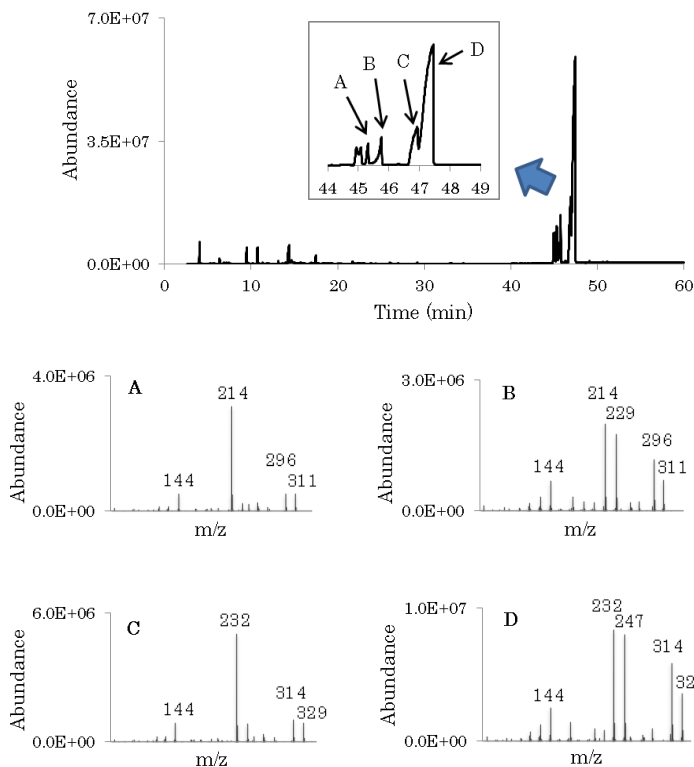 7.0E+07
3.5E+07
0.0E+00
Abundance
A
B
C
D
44 45 46 47 48 49
0 10 20 30 40 50 60
Time (min)
4.0E+06
0.0E+00
Abundance
A
144
214
296
311
m/z
3.0E+06
0.0E+00
Abundance
B
144
214
229
296
311
m/z
6.0E+06
0.0E+00
Abundance
C
144
232
314
329
m/z
1.0E+07
0.0E+00
Abundance
D
144
232
247
314
32
m/z